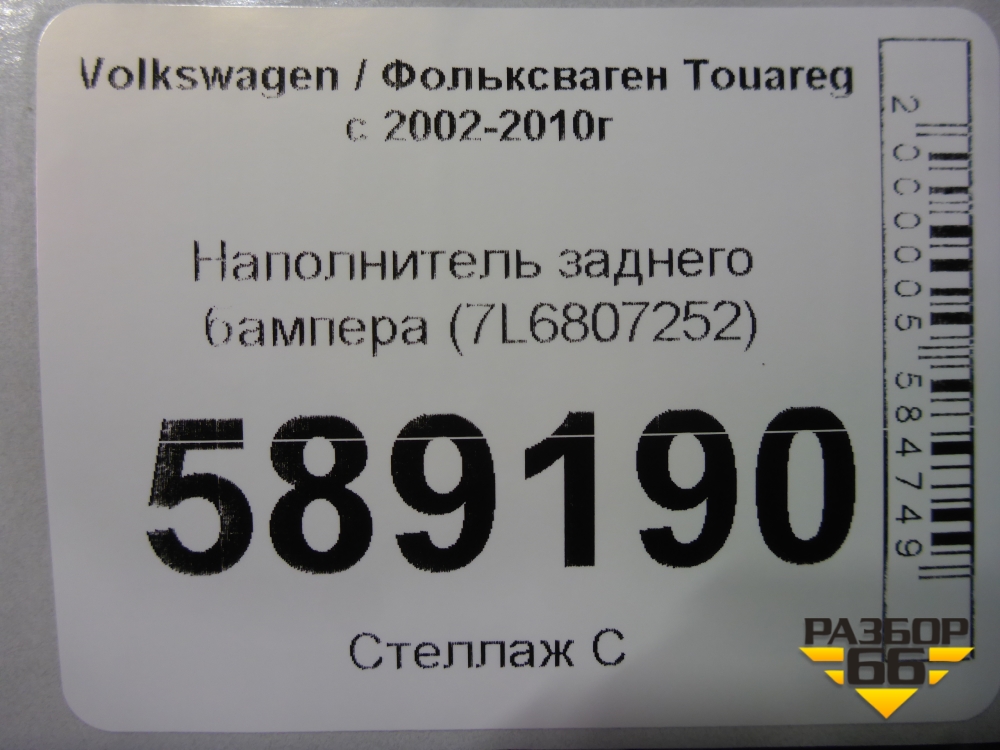 Volkswagen / Фольксваген Touareg
с 2002-2010г
Наполнитель заднего
бампера (7L6807252)
589190
Стеллаж С
2000005584749
РАЗБОР
66